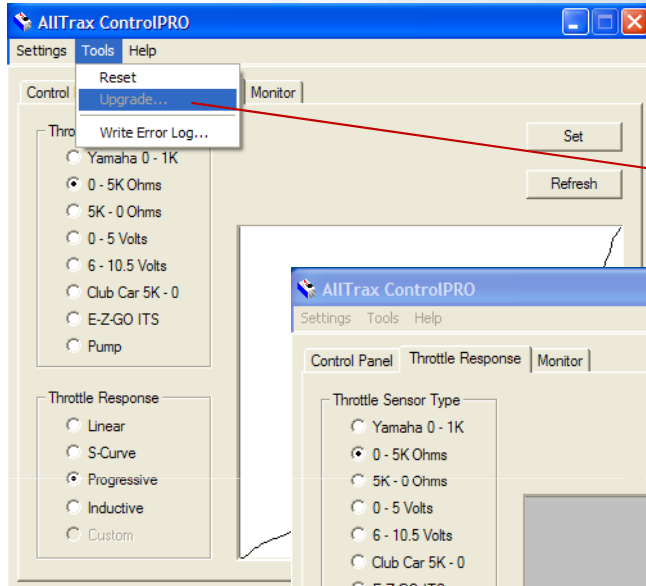 AllTrax ControlPRO
Settings Tools Help
Reset
Upgrade...
Write Error Log...
Control
Monitor
Thro
Yamaha 0 - 1K
0 - 5K Ohms
5K - 0 Ohms
0 - 5 Volts
6 - 10.5 Volts
Club Car 5K - 0
E-Z-GO ITS
Pump
Set
Refresh
Throttle Response
Linear
S-Curve
Progressive
Inductive
Custom
AllTrax ControlPRO
Settings Tools Help
Control Panel Throttle Response Monitor
Throttle Sensor Type
Yamaha 0 - 1K
0 - 5K Ohms
5K - 0 Ohms
0 - 5 Volts
6 - 10.5 Volts
Club Car 5K - 0